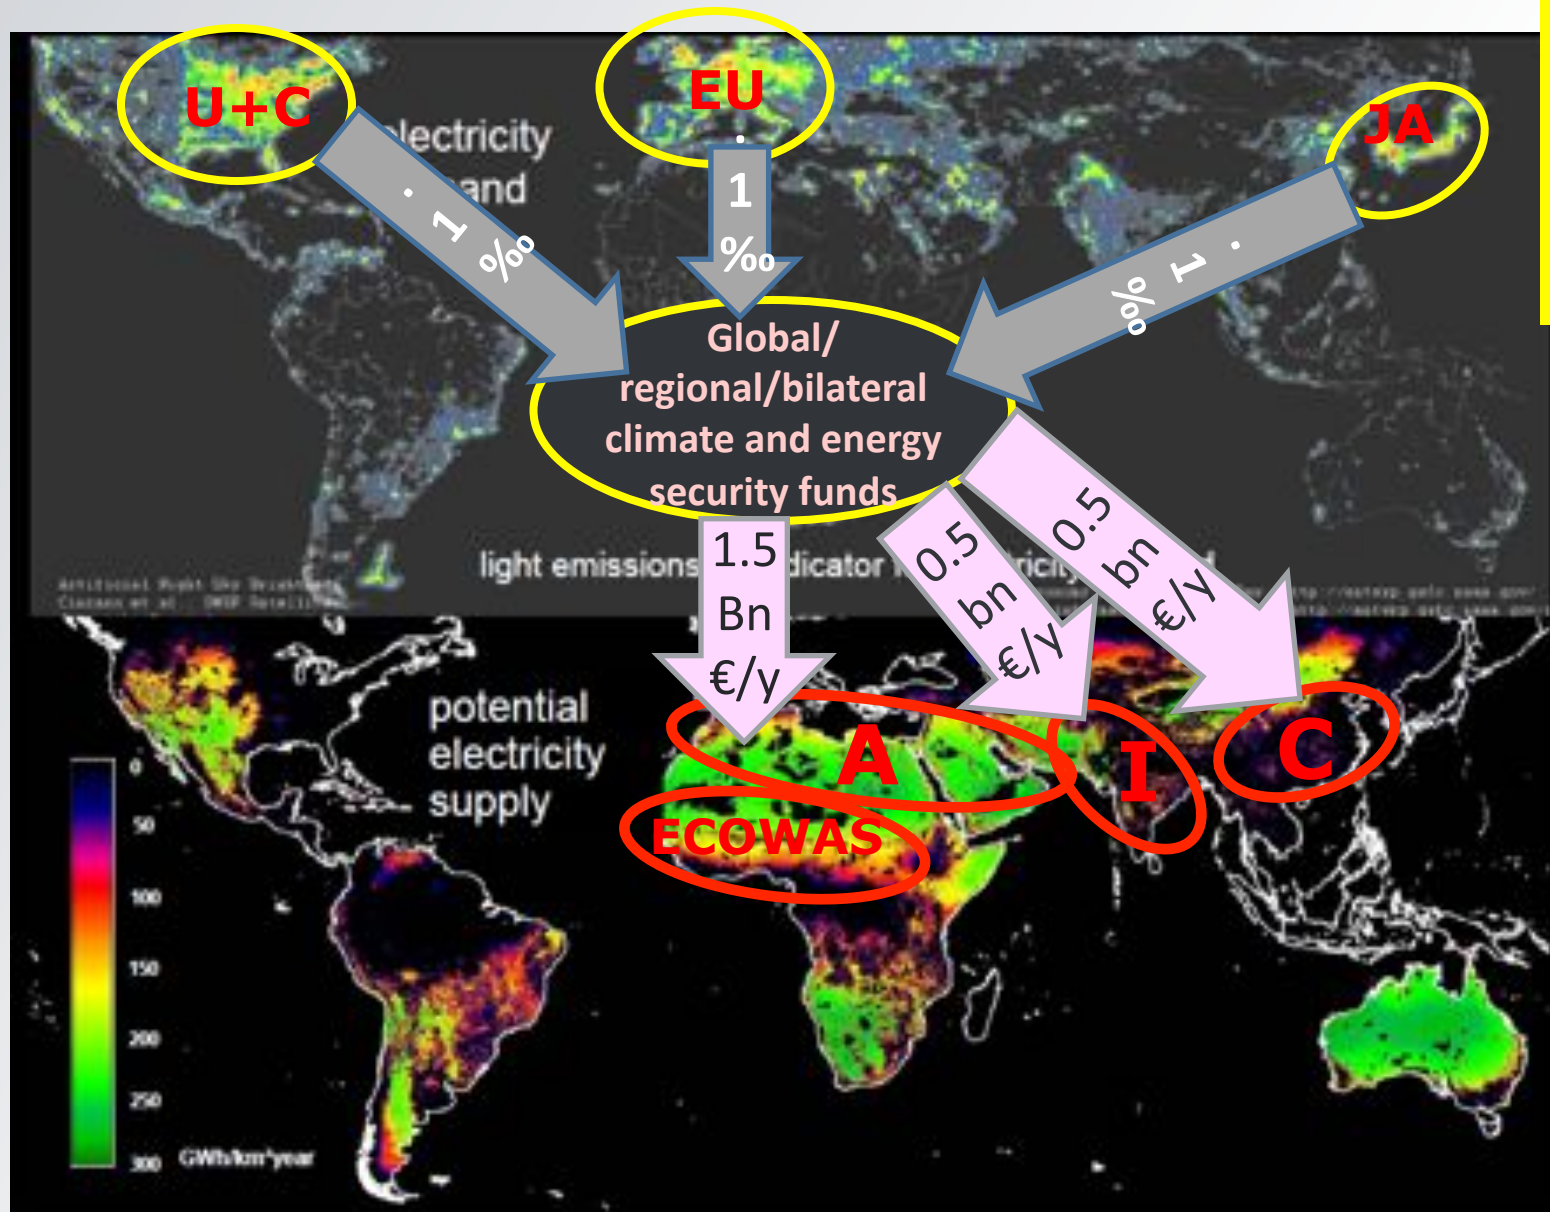 U+C
EU
JA
electricity
and
. 1 ‰
.
1
‰
. 1 ‰
Global/
regional/bilateral
climate and energy
security funds
1.5
Bn
€/y
0.5
bn
€/y
0.5
bn
€/y
light emissions
potential
electricity
supply
A
I
C
ECOWAS
0
50
100
150
200
250
300
GWh/km²year